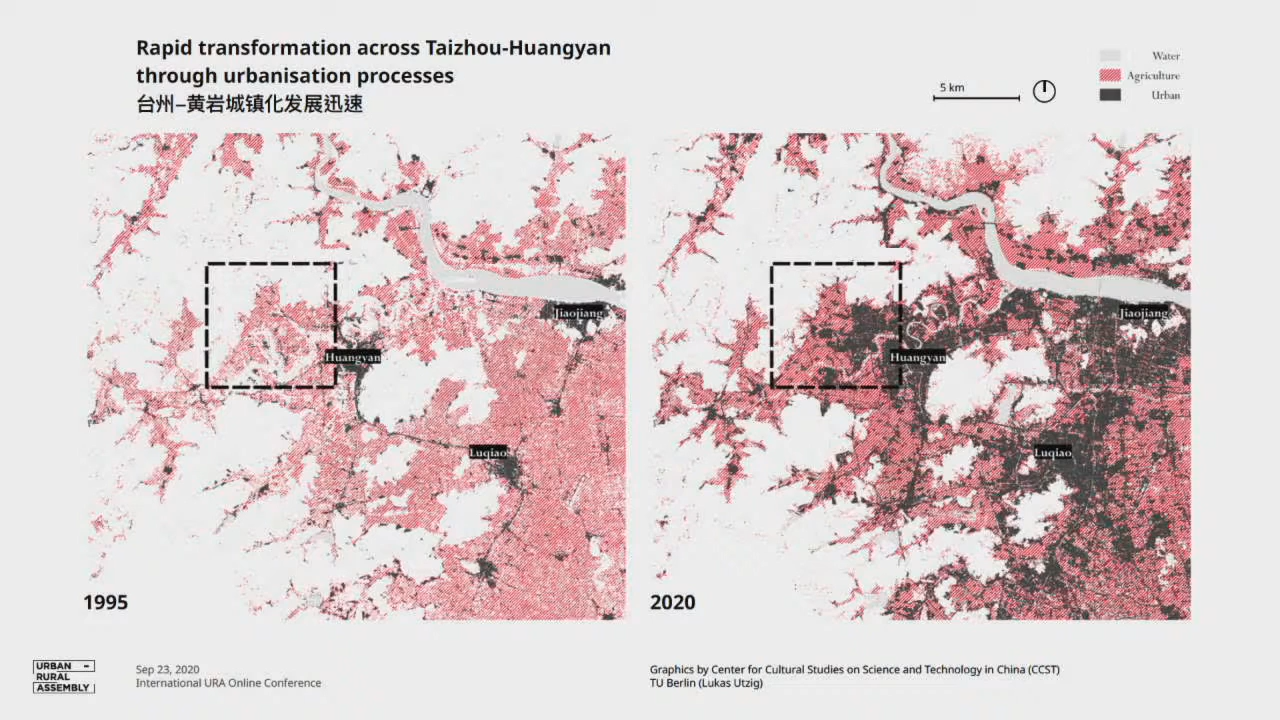 Rapid transformation across Taizhou-Huangyan
through urbanisation processes
台州–黄岩城镇化发展迅速
5 km
Water
Agriculture
Urban
Jiaojiang
Huangyan
Luqiao
1995
Jiaojiang
Huangyan
Luqiao
2020
URBAN –
RURAL
ASSEMBLY
Sep 23, 2020
International URA Online Conference
Graphics by Center for Cultural Studies on Science and Technology in China (CCST)
TU Berlin (Lukas Utzig)